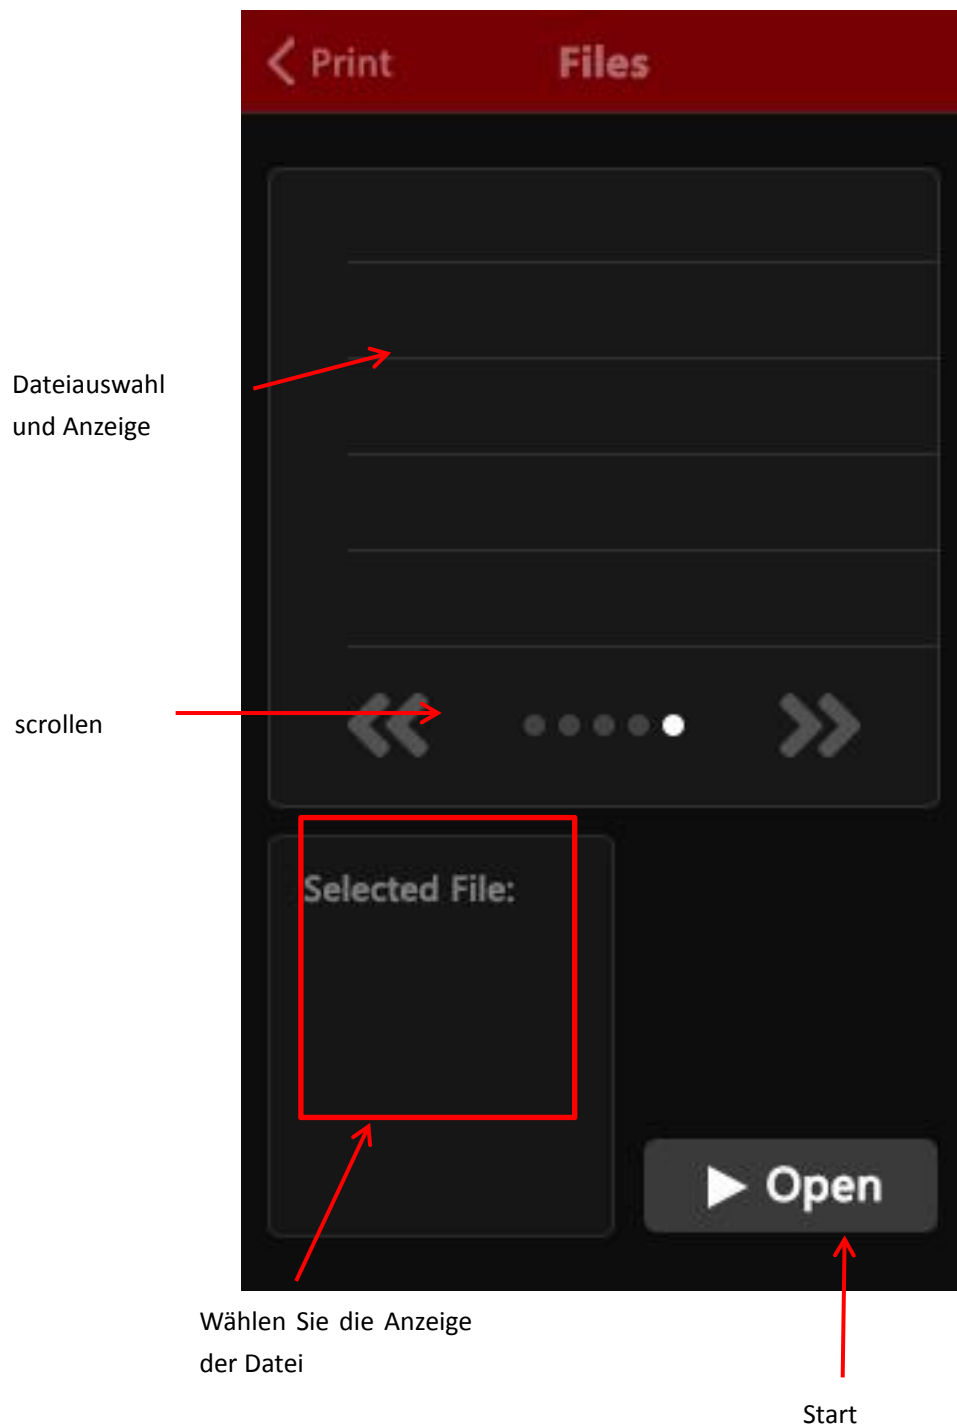 Print
Files
Dateiauswahl
und Anzeige
scrollen
Selected File:
Open
Wählen Sie die Anzeige
der Datei
Start